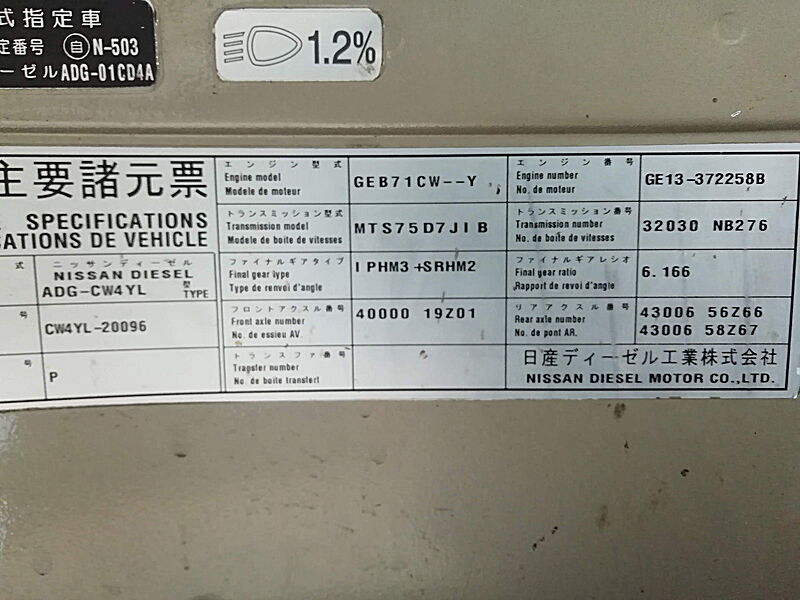 式指定車
定番号 自 N-503
ーゼル ADG-01CD4A
1.2%
主要諸元票
SPECIFICATIONS
CATIONS DE VEHICLE
式
ニッサンディーゼル
NISSAN DIESEL
ADG-CW4YL 型 TYPE
号
CW4YL-20096
号
P
エンジン型式
Engine model
Modele de moteur
GEB71CW--Y
エンジン番号
Engine number
No. de moteur
GE13-372258B
トランスミッション型式
Transmission model
Modele de boite de vitesses
MTS75D7JIB
トランスミッション番号
Transmission number
No. de boite de vitesses
32030 NB276
ファイナルギアタイプ
Final gear type
Type de renvoi d'angle
IPHM3+SRHM2
ファイナルギアレシオ
Final gear ratio
Rapport de renvoi d'angle
6.166
フロントアクスル番号
Front axle number
No. de essieu AV.
40000 19Z01
リアアクスル番号
Rear axle number
No. de pont AR.
43006 56Z66
43006 58Z67
トランスファ番号
Trapster number
No. de boite transfert
日産ディーゼル工業株式会社
NISSAN DIESEL MOTOR CO.,LTD.